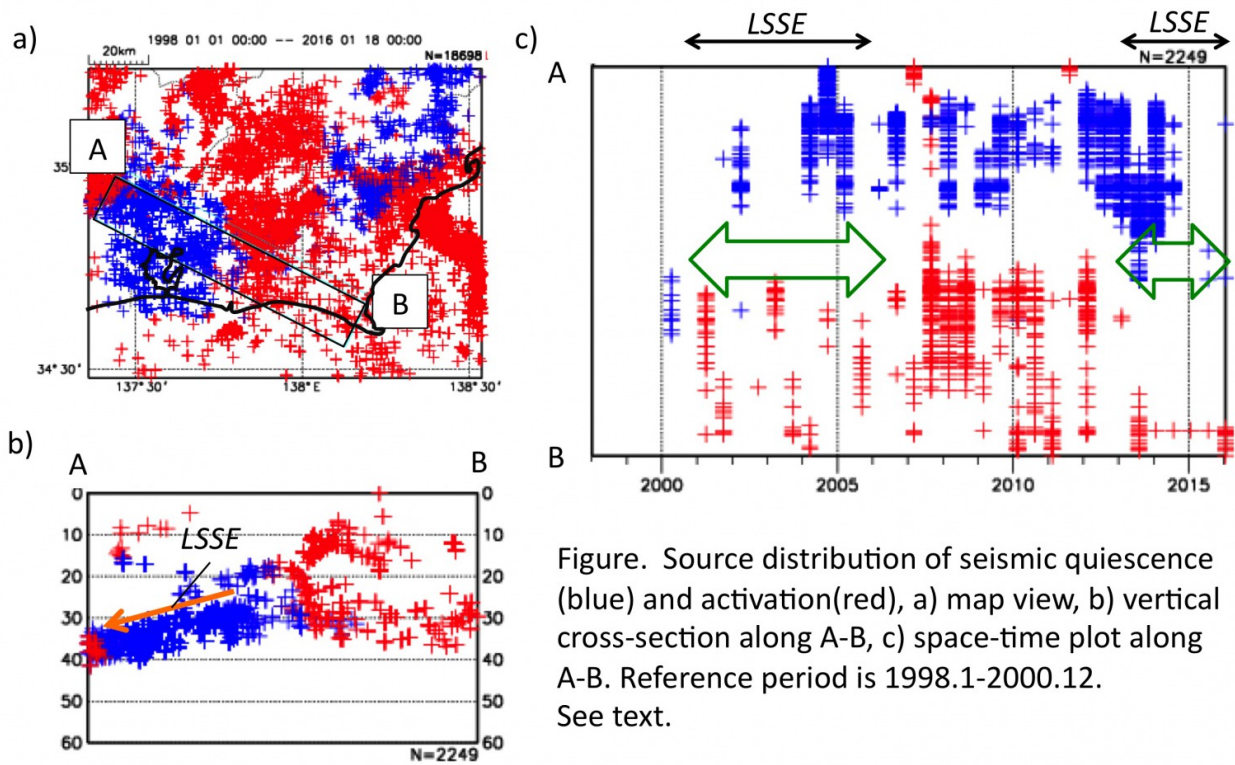 a)
1998 01 01 00:00 -- 2016 01 18 00:00
20km
N=18698
A
B
35
34° 30'
137° 30'
138° E
138° 30'
b)
A
B
0
10
20
30
40
50
60
0
10
20
30
40
50
60
LSSE
N=2249
c)
LSSE
LSSE
N=2249
A
B
2000
2005
2010
2015
Figure. Source distribution of seismic quiescence
(blue) and activation(red), a) map view, b) vertical
cross-section along A-B, c) space-time plot along
A-B. Reference period is 1998.1-2000.12.
See text.